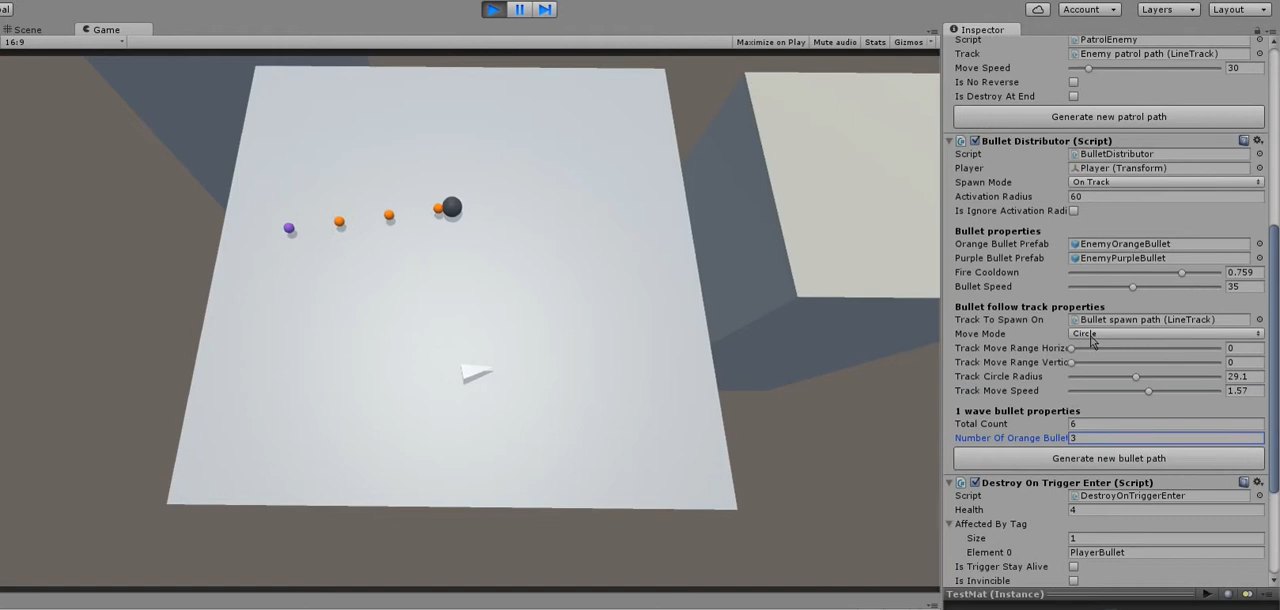 al
Account
Layers
Layout
Scene
Game
Inspector
16:9
Maximize on Play
Mute audio
Stats
Gizmos
Script
PatrolEnemy
Track
Enemy patrol path (LineTrack)
Move Speed
30
Is No Reverse
Is Destroy At End
Generate new patrol path
Bullet Distributor (Script)
Script
BulletDistributor
Player
Player (Transform)
Spawn Mode
On Track
Activation Radius
60
Is Ignore Activation Radi
Bullet properties
Orange Bullet Prefab
EnemyOrangeBullet
Purple Bullet Prefab
EnemyPurpleBullet
Fire Cooldown
0.759
Bullet Speed
35
Bullet follow track properties
Track To Spawn On
Bullet spawn path (LineTrack)
Move Mode
Circle
Track Move Range Horiz
0
Track Move Range Vertic
0
Track Circle Radius
29.1
Track Move Speed
1.57
1 wave bullet properties
Total Count
6
Number Of Orange Bullet
3
Generate new bullet path
Destroy On Trigger Enter (Script)
Script
DestroyOnTriggerEnter
Health
4
Affected By Tag
Size
1
Element 0
PlayerBullet
Is Trigger Stay Alive
Is Invincible
TestMat (Instance)